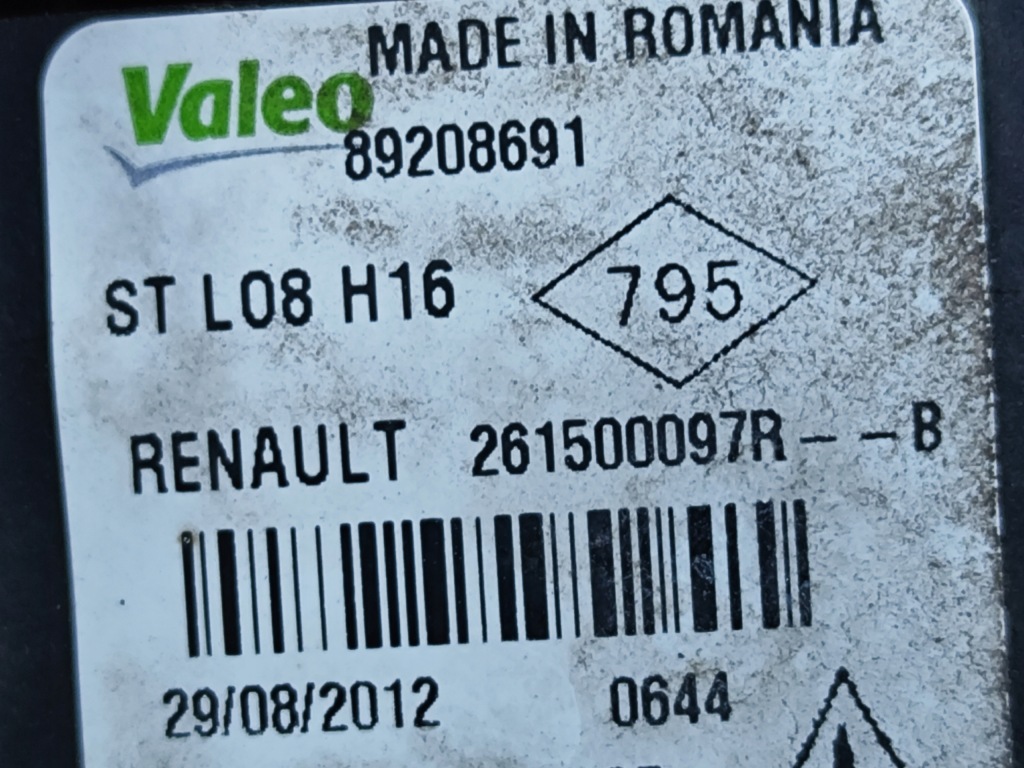 MADE IN ROMANIA
Valeo
89208691
ST L08 H16
795
RENAULT 261500097R--B
29/08/2012 0644